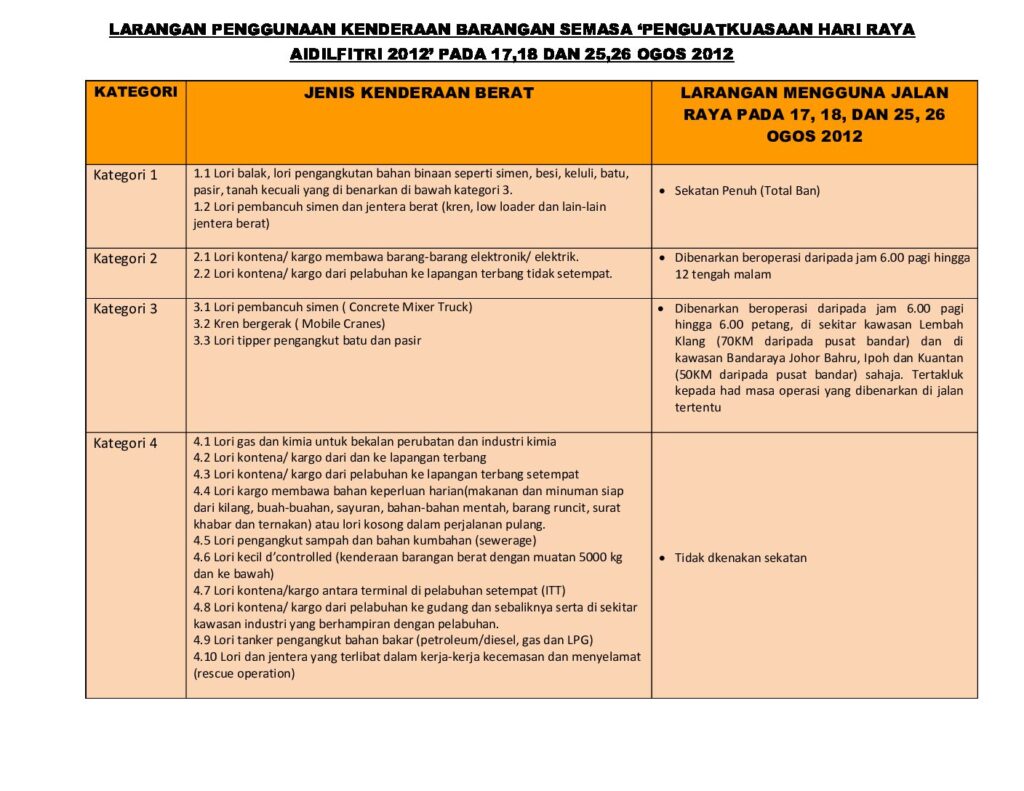 LARANGAN PENGGUNAAN KENDERAAN BARANGAN SEMASA ‘PENGUATKUASAAN HARI RAYA
AIDILFITRI 2012’ PADA 17,18 DAN 25,26 OGOS 2012
KATEGORI
JENIS KENDERAAN BERAT
LARANGAN MENGGUNA JALAN
RAYA PADA 17, 18, DAN 25, 26
OGOS 2012
Kategori 1
1.1 Lori balak, lori pengangkutan bahan binaan seperti simen, besi, keluli, batu,
pasir, tanah kecuali yang di benarkan di bawah kategori 3.
1.2 Lori pembancuh simen dan jentera berat (kren, low loader dan lain-lain
jentera berat)
• Sekatan Penuh (Total Ban)
Kategori 2
2.1 Lori kontena/ kargo membawa barang-barang elektronik/ elektrik.
2.2 Lori kontena/ kargo dari pelabuhan ke lapangan terbang tidak setempat.
• Dibenarkan beroperasi daripada jam 6.00 pagi hingga
12 tengah malam
Kategori 3
3.1 Lori pembancuh simen ( Concrete Mixer Truck)
3.2 Kren bergerak ( Mobile Cranes)
3.3 Lori tipper pengangkut batu dan pasir
• Dibenarkan beroperasi daripada jam 6.00 pagi
hingga 6.00 petang, di sekitar kawasan Lembah
Klang (70KM daripada pusat bandar) dan di
kawasan Bandaraya Johor Bahru, Ipoh dan Kuantan
(50KM daripada pusat bandar) sahaja. Tertakluk
kepada had masa operasi yang dibenarkan di jalan
tertentu
Kategori 4
4.1 Lori gas dan kimia untuk bekalan perubatan dan industri kimia
4.2 Lori kontena/ kargo dari dan ke lapangan terbang
4.3 Lori kontena/ kargo dari pelabuhan ke lapangan terbang setempat
4.4 Lori kargo membawa bahan keperluan harian(makanan dan minuman siap
dari kilang, buah-buahan, sayuran, bahan-bahan mentah, barang runcit, surat
khabar dan ternakan) atau lori kosong dalam perjalanan pulang.
4.5 Lori pengangkut sampah dan bahan kumbahan (sewerage)
4.6 Lori kecil d’controlled (kenderaan barangan berat dengan muatan 5000 kg
dan ke bawah)
4.7 Lori kontena/kargo antara terminal di pelabuhan setempat (ITT)
4.8 Lori kontena/ kargo dari pelabuhan ke gudang dan sebaliknya serta di sekitar
kawasan industri yang berhampiran dengan pelabuhan.
4.9 Lori tanker pengangkut bahan bakar (petroleum/diesel, gas dan LPG)
4.10 Lori dan jentera yang terlibat dalam kerja-kerja kecemasan dan menyelamat
(rescue operation)
• Tidak dkenakan sekatan